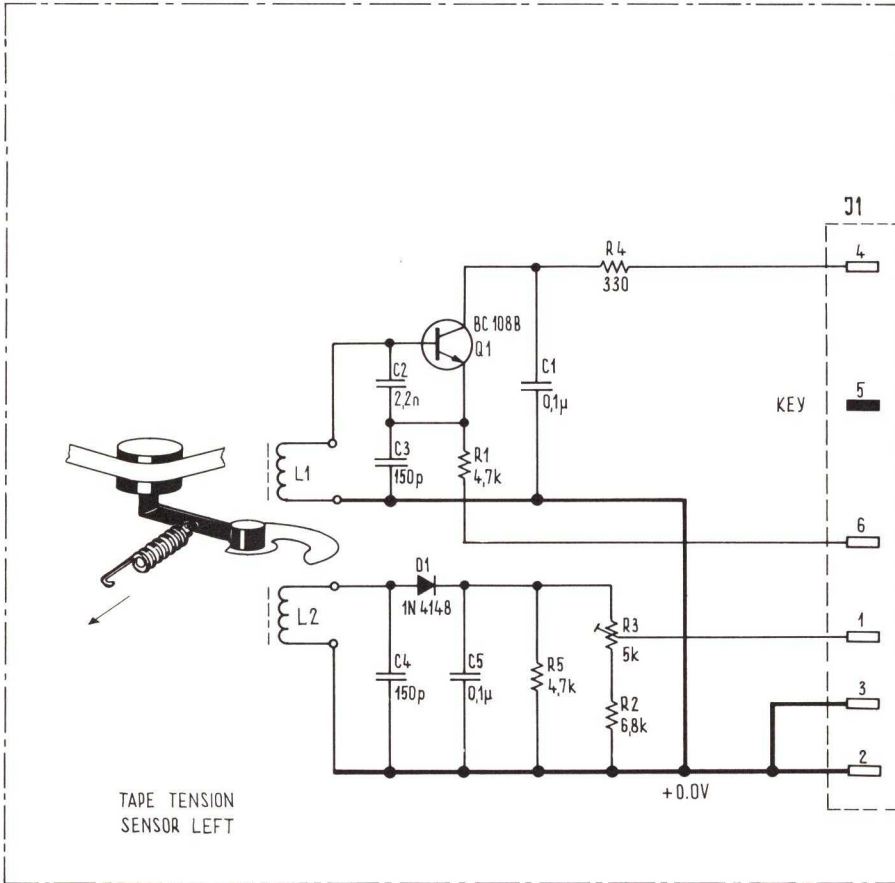 J1
R4
330
4
BC 108B
Q1
C2
2,2n
C1
0,1µ
KEY
5
L1
C3
150p
R1
4,7k
6
D1
1N4148
L2
R3
5k
1
C4
150p
C5
0,1µ
R5
4,7k
R2
6,8k
3
2
+0.0V
TAPE TENSION
SENSOR LEFT